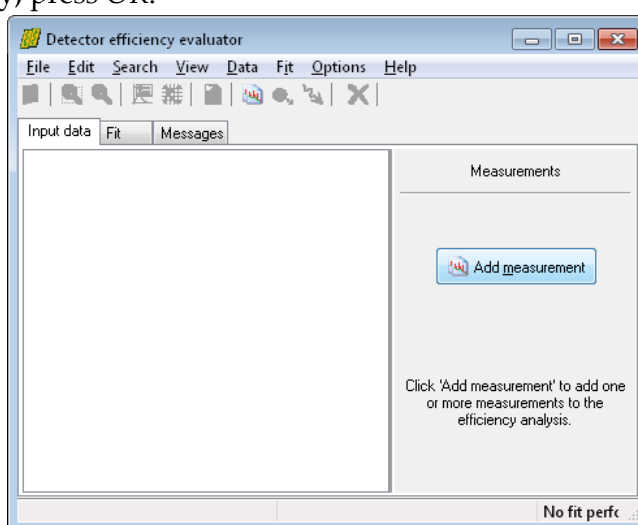 press OK.
Detector efficiency evaluator
File Edit Search View Data Fit Options Help
Input data Fit Messages
Measurements
Add measurement
Click 'Add measurement' to add one
or more measurements to the
efficiency analysis.
No fit perfc